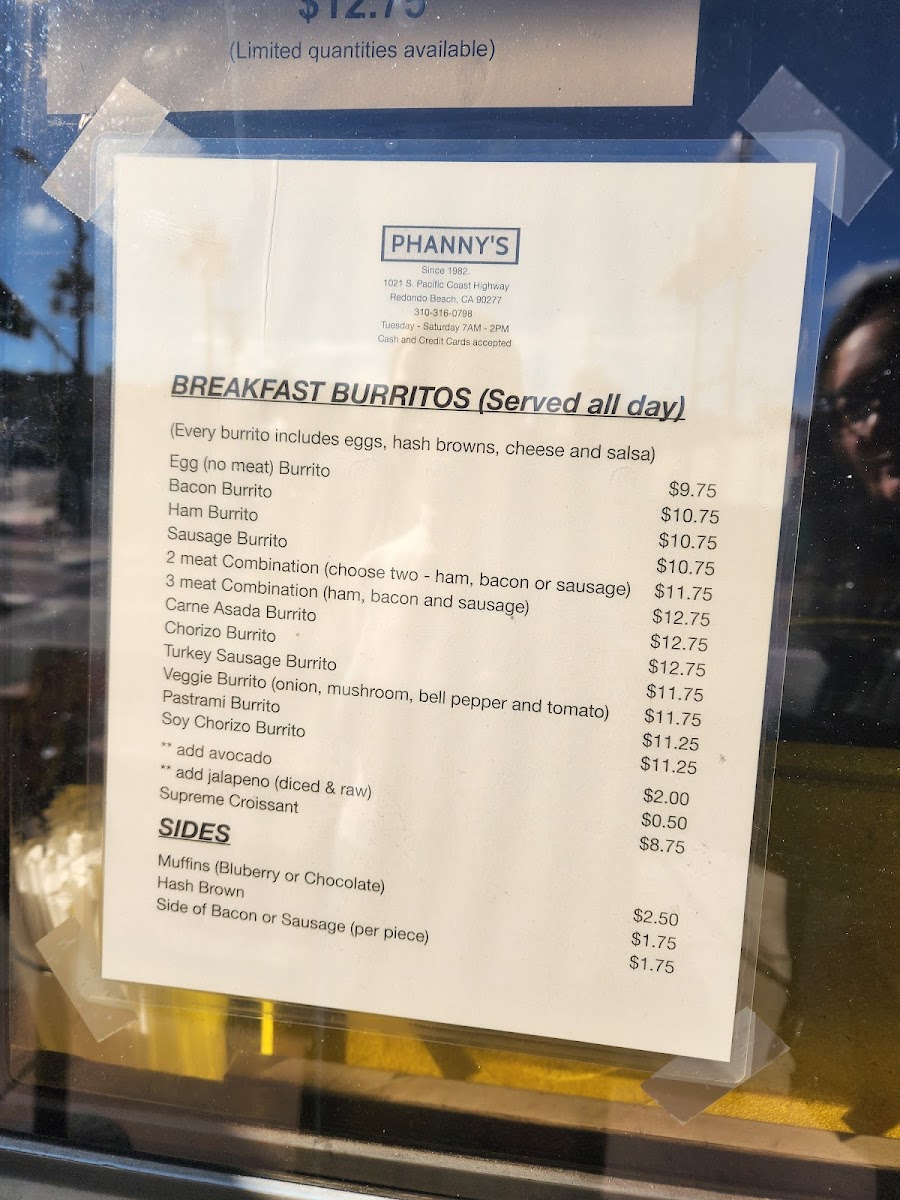 $12.75
(Limited quantities available)
PHANNY'S
Since 1982.
1021 S. Pacific Coast Highway
Redondo Beach, CA 90277
310-316-0798
Tuesday - Saturday 7AM - 2PM
Cash and Credit Cards accepted
BREAKFAST BURRITOS (Served all day)
(Every burrito includes eggs, hash browns, cheese and salsa)
Egg (no meat) Burrito $9.75
Bacon Burrito $10.75
Ham Burrito $10.75
Sausage Burrito $10.75
2 meat Combination (choose two - ham, bacon or sausage) $11.75
3 meat Combination (ham, bacon and sausage) $12.75
Carne Asada Burrito $12.75
Chorizo Burrito $12.75
Turkey Sausage Burrito $11.75
Veggie Burrito (onion, mushroom, bell pepper and tomato) $11.75
Pastrami Burrito $11.25
Soy Chorizo Burrito $11.25
** add avocado $2.00
** add jalapeno (diced & raw) $0.50
Supreme Croissant $8.75
SIDES
Muffins (Bluberry or Chocolate) $2.50
Hash Brown $1.75
Side of Bacon or Sausage (per piece) $1.75